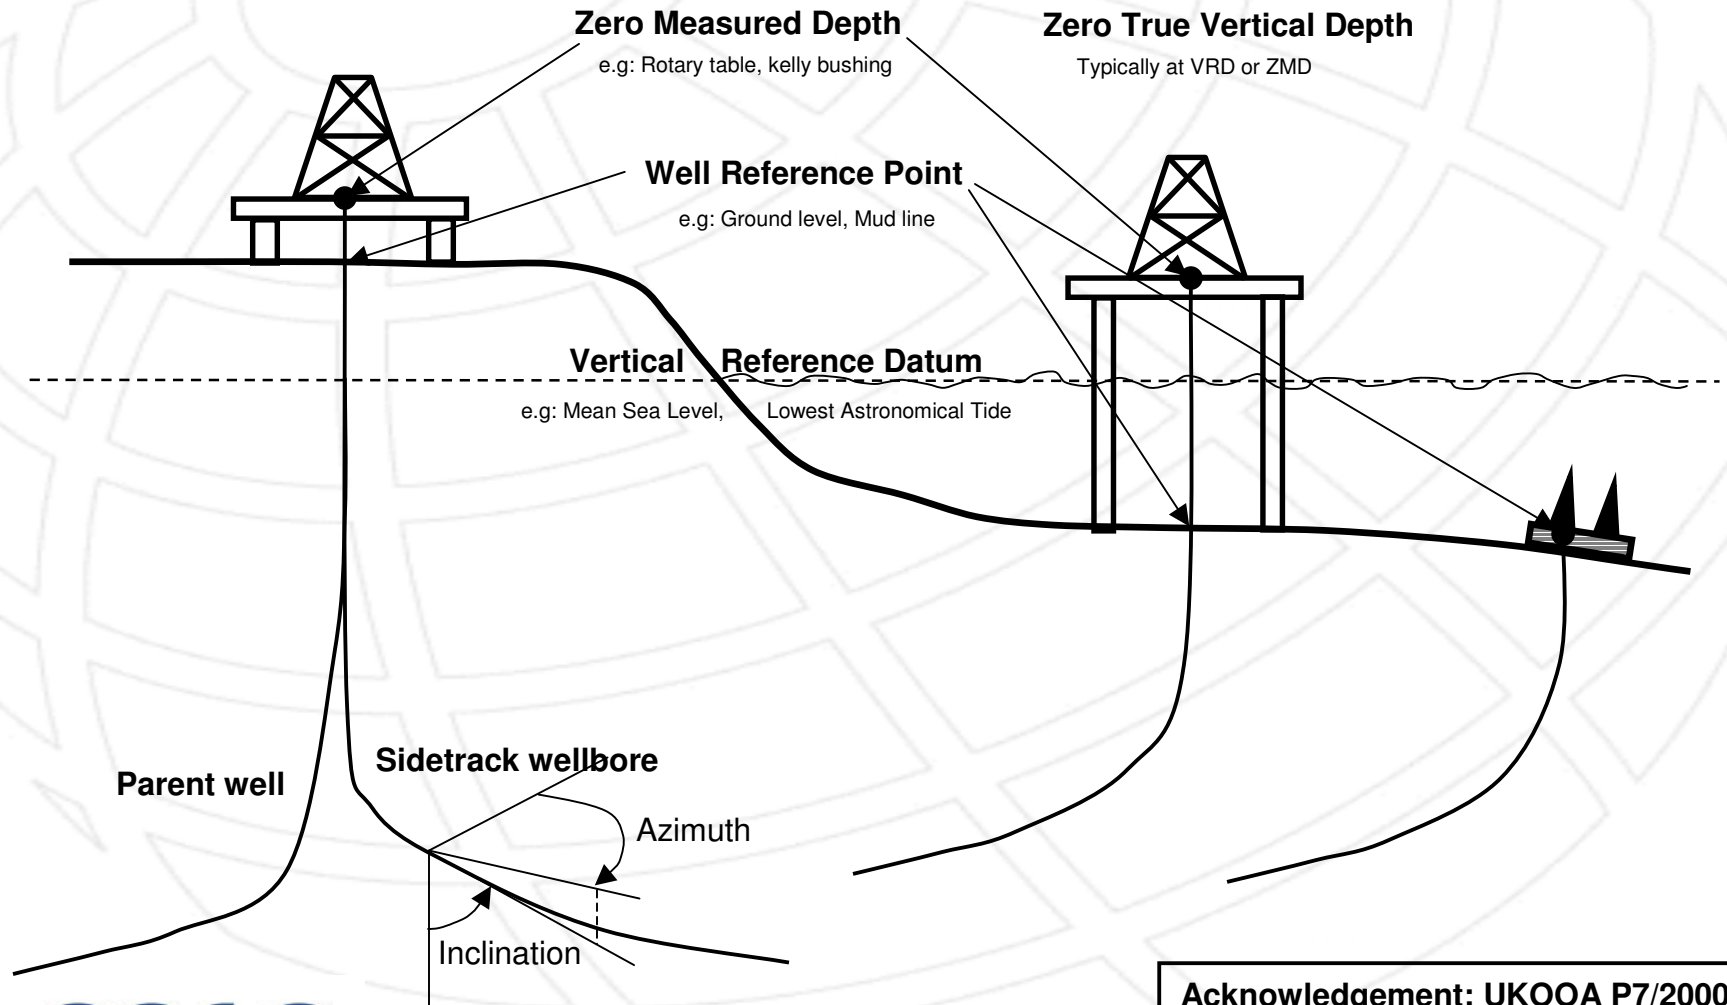 Zero Measured Depth
e.g: Rotary table, kelly bushing
Zero True Vertical Depth
Typically at VRD or ZMD
Well Reference Point
e.g: Ground level, Mud line
Vertical Reference Datum
e.g: Mean Sea Level, Lowest Astronomical Tide
Sidetrack wellbore
Parent well
Azimuth
Inclination
Acknowledgement: UKOOA P7/2000